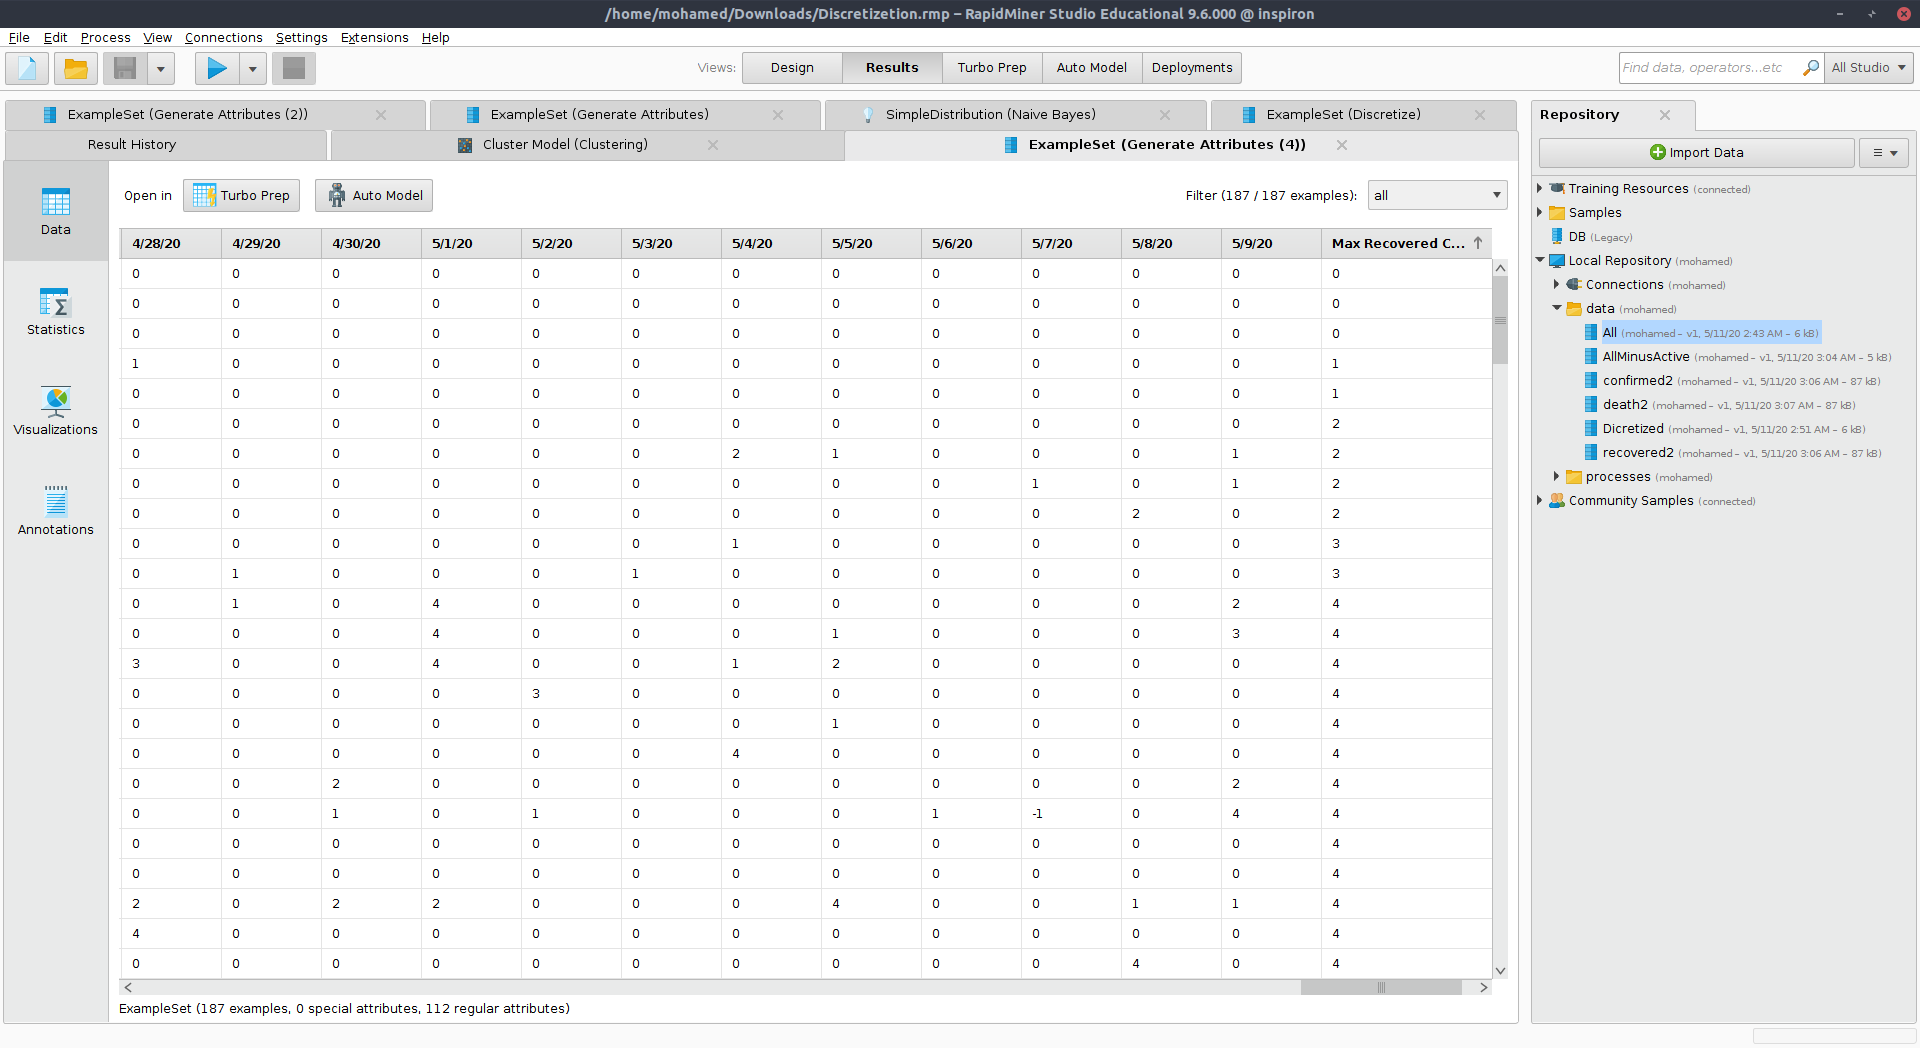 /home/mohamed/Downloads/Discretizetion.rmp – RapidMiner Studio Educational 9.6.000 @ inspiron
File Edit Process View Connections Settings Extensions Help
Views: Design Results Turbo Prep Auto Model Deployments Find data, operators...etc All Studio
ExampleSet (Generate Attributes (2)) ExampleSet (Generate Attributes) SimpleDistribution (Naive Bayes) ExampleSet (Discretize)
Result History Cluster Model (Clustering) ExampleSet (Generate Attributes (4))
Data
Statistics
Visualizations
Annotations
Open in Turbo Prep Auto Model Filter (187 / 187 examples): all
4/28/20 4/29/20 4/30/20 5/1/20 5/2/20 5/3/20 5/4/20 5/5/20 5/6/20 5/7/20 5/8/20 5/9/20 Max Recovered C...
0 0 0 0 0 0 0 0 0 0 0 0 0
0 0 0 0 0 0 0 0 0 0 0 0 0
0 0 0 0 0 0 0 0 0 0 0 0 0
1 0 0 0 0 0 0 0 0 0 0 0 1
0 0 0 0 0 0 0 0 0 0 0 0 1
0 0 0 0 0 0 0 0 0 0 0 0 2
0 0 0 0 0 0 2 1 0 0 0 1 2
0 0 0 0 0 0 0 0 0 1 0 1 2
0 0 0 0 0 0 0 0 0 0 2 0 2
0 0 0 0 0 0 1 0 0 0 0 0 3
0 1 0 0 0 1 0 0 0 0 0 0 3
0 1 0 4 0 0 0 0 0 0 0 2 4
0 0 0 4 0 0 0 1 0 0 0 3 4
3 0 0 4 0 0 1 2 0 0 0 0 4
0 0 0 0 3 0 0 0 0 0 0 0 4
0 0 0 0 0 0 0 1 0 0 0 0 4
0 0 0 0 0 0 4 0 0 0 0 0 4
0 0 2 0 0 0 0 0 0 0 0 2 4
0 0 1 0 1 0 0 0 1 -1 0 4 4
0 0 0 0 0 0 0 0 0 0 0 0 4
0 0 0 0 0 0 0 0 0 0 0 0 4
2 0 2 2 0 0 0 4 0 0 1 1 4
4 0 0 0 0 0 0 0 0 0 0 0 4
0 0 0 0 0 0 0 0 0 0 4 0 4
ExampleSet (187 examples, 0 special attributes, 112 regular attributes)
Repository
Import Data
Training Resources (connected)
Samples
DB (Legacy)
Local Repository (mohamed)
Connections (mohamed)
data (mohamed)
All (mohamed – v1, 5/11/20 2:43 AM – 6 kB)
AllMinusActive (mohamed – v1, 5/11/20 3:04 AM – 5 kB)
confirmed2 (mohamed – v1, 5/11/20 3:06 AM – 87 kB)
death2 (mohamed – v1, 5/11/20 3:07 AM – 87 kB)
Dicretized (mohamed – v1, 5/11/20 2:51 AM – 6 kB)
recovered2 (mohamed – v1, 5/11/20 3:06 AM – 87 kB)
processes (mohamed)
Community Samples (connected)